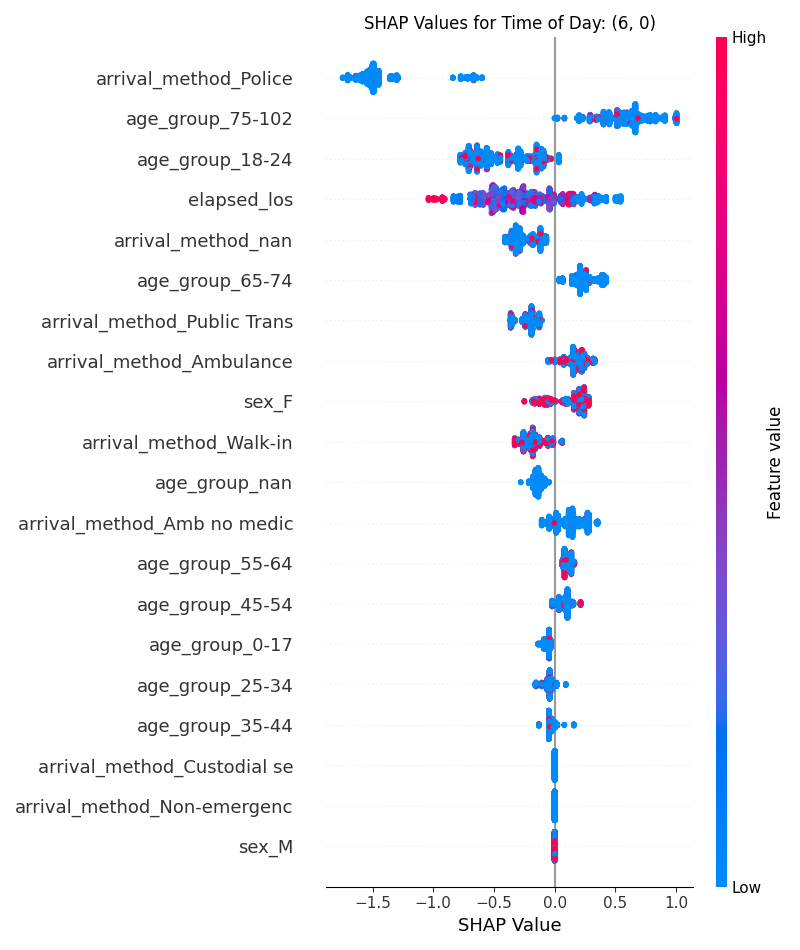 SHAP Values for Time of Day: (6, 0)
High
arrival_method_Police
age_group_75-102
age_group_18-24
elapsed_los
arrival_method_nan
age_group_65-74
arrival_method_Public Trans
arrival_method_Ambulance
sex_F
arrival_method_Walk-in
age_group_nan
arrival_method_Amb no medic
age_group_55-64
age_group_45-54
age_group_0-17
age_group_25-34
age_group_35-44
arrival_method_Custodial se
arrival_method_Non-emergenc
sex_M
Feature value
Low
−1.5 −1.0 −0.5 0.0 0.5 1.0
SHAP Value